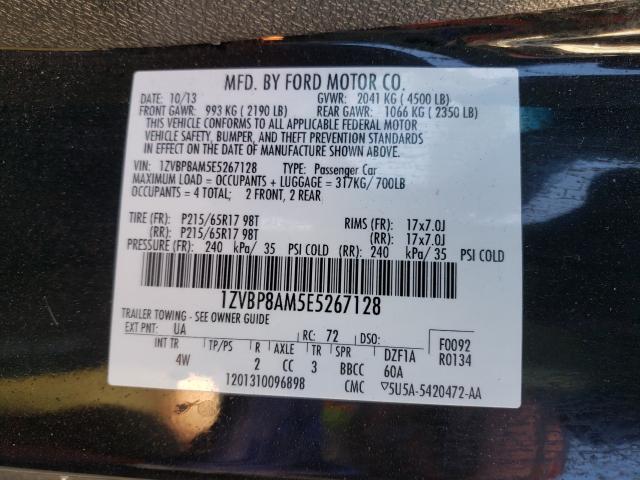 MFD. BY FORD MOTOR CO.
DATE: 10/13 GVWR: 2041 KG ( 4500 LB)
FRONT GAWR: 993 KG ( 2190 LB) REAR GAWR: 1066 KG ( 2350 LB)
THIS VEHICLE CONFORMS TO ALL APPLICABLE FEDERAL MOTOR
VEHICLE SAFETY, BUMPER, AND THEFT PREVENTION STANDARDS
IN EFFECT ON THE DATE OF MANUFACTURE SHOWN ABOVE.
VIN: 1ZVBP8AM5E5267128 TYPE: Passenger Car
MAXIMUM LOAD = OCCUPANTS + LUGGAGE = 317KG/ 700LB
OCCUPANTS = 4 TOTAL; 2 FRONT, 2 REAR
TIRE (FR): P215/65R17 98T RIMS (FR): 17x7.0J
(RR): P215/65R17 98T (RR): 17x7.0J
PRESSURE (FR): 240 kPa/ 35 PSI COLD (RR): 240 kPa/ 35 PSI COLD
1ZVBP8AM5E5267128
TRAILER TOWING - SEE OWNER GUIDE
EXT PNT: UA RC: 72 DSO: F0092
INT TR TP/PS R AXLE TR SPR DZF1A R0134
4W 2 CC 3 BBCC 60A
1201310096898 CMC ▽5U5A-5420472-AA